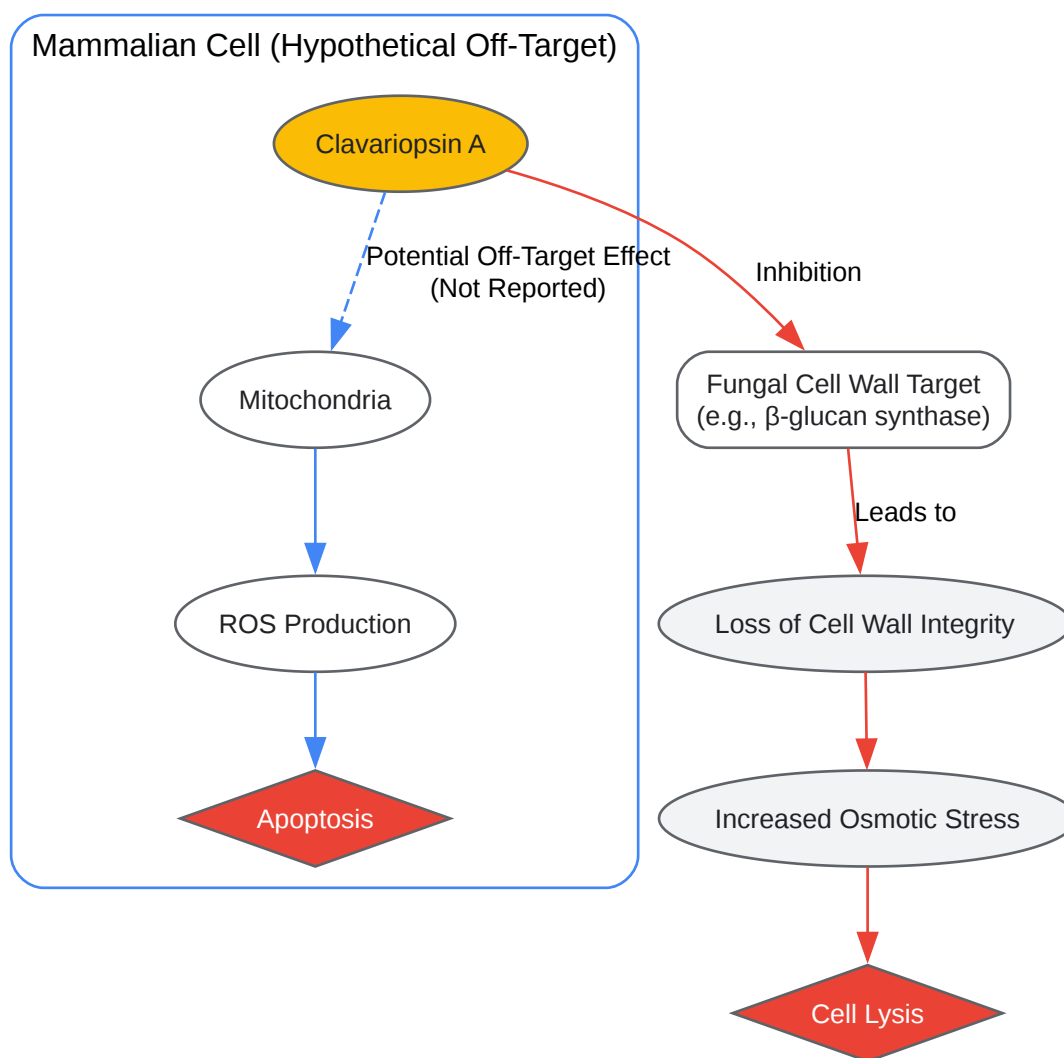 Mammalian Cell (Hypothetical Off-Target)
Clavariopsin A
Potential Off-Target Effect
(Not Reported)
Inhibition
Mitochondria
Fungal Cell Wall Target
(e.g., β-glucan synthase)
Leads to
ROS Production
Loss of Cell Wall Integrity
Apoptosis
Increased Osmotic Stress
Cell Lysis